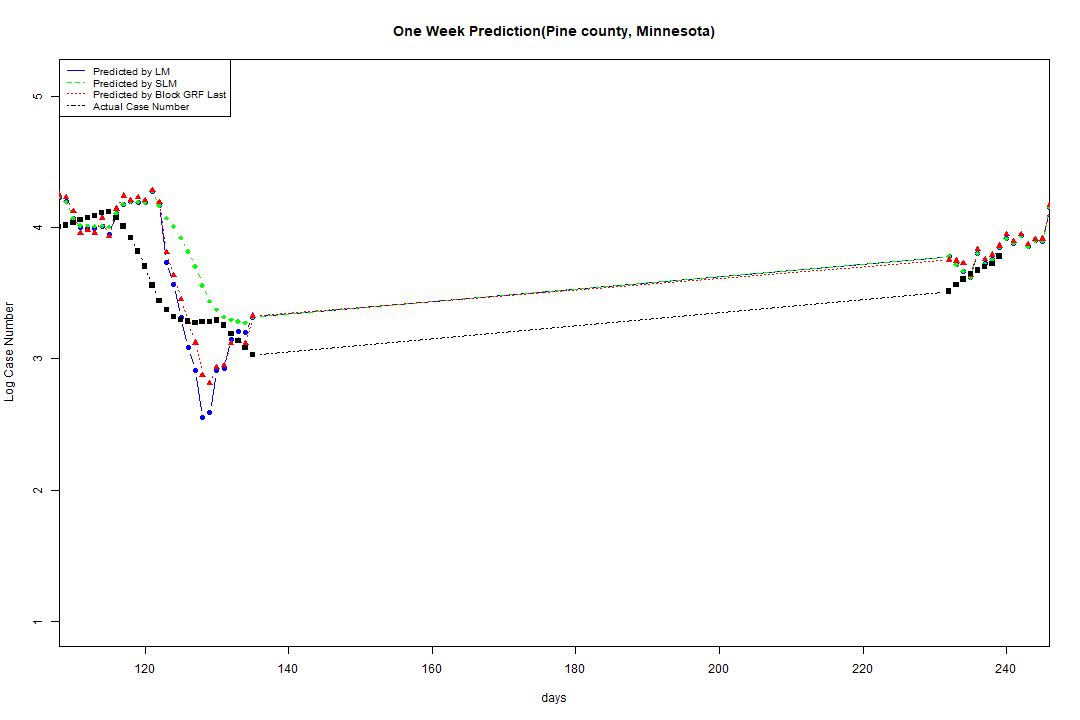 One Week Prediction(Pine county, Minnesota)
Predicted by LM
Predicted by SLM
Predicted by Block GRF Last
Actual Case Number
5
4
3
2
1
Log Case Number
120 140 160 180 200 220 240
days